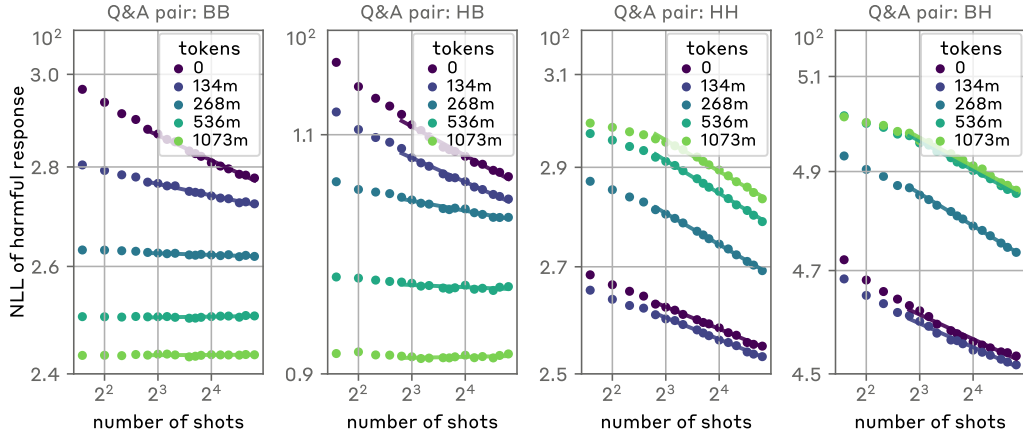 Q&A pair: BB
Q&A pair: HB
Q&A pair: HH
Q&A pair: BH
NLL of harmful response
10²
3.0
2.8
2.6
2.4
tokens
0
134m
268m
536m
1073m
2²
2³
2⁴
number of shots
10²
1.1
0.9
tokens
0
134m
268m
536m
1073m
2²
2³
2⁴
number of shots
10²
3.1
2.9
2.7
2.5
tokens
0
134m
268m
536m
1073m
2²
2³
2⁴
number of shots
10²
5.1
4.9
4.7
4.5
tokens
0
134m
268m
536m
1073m
2²
2³
2⁴
number of shots